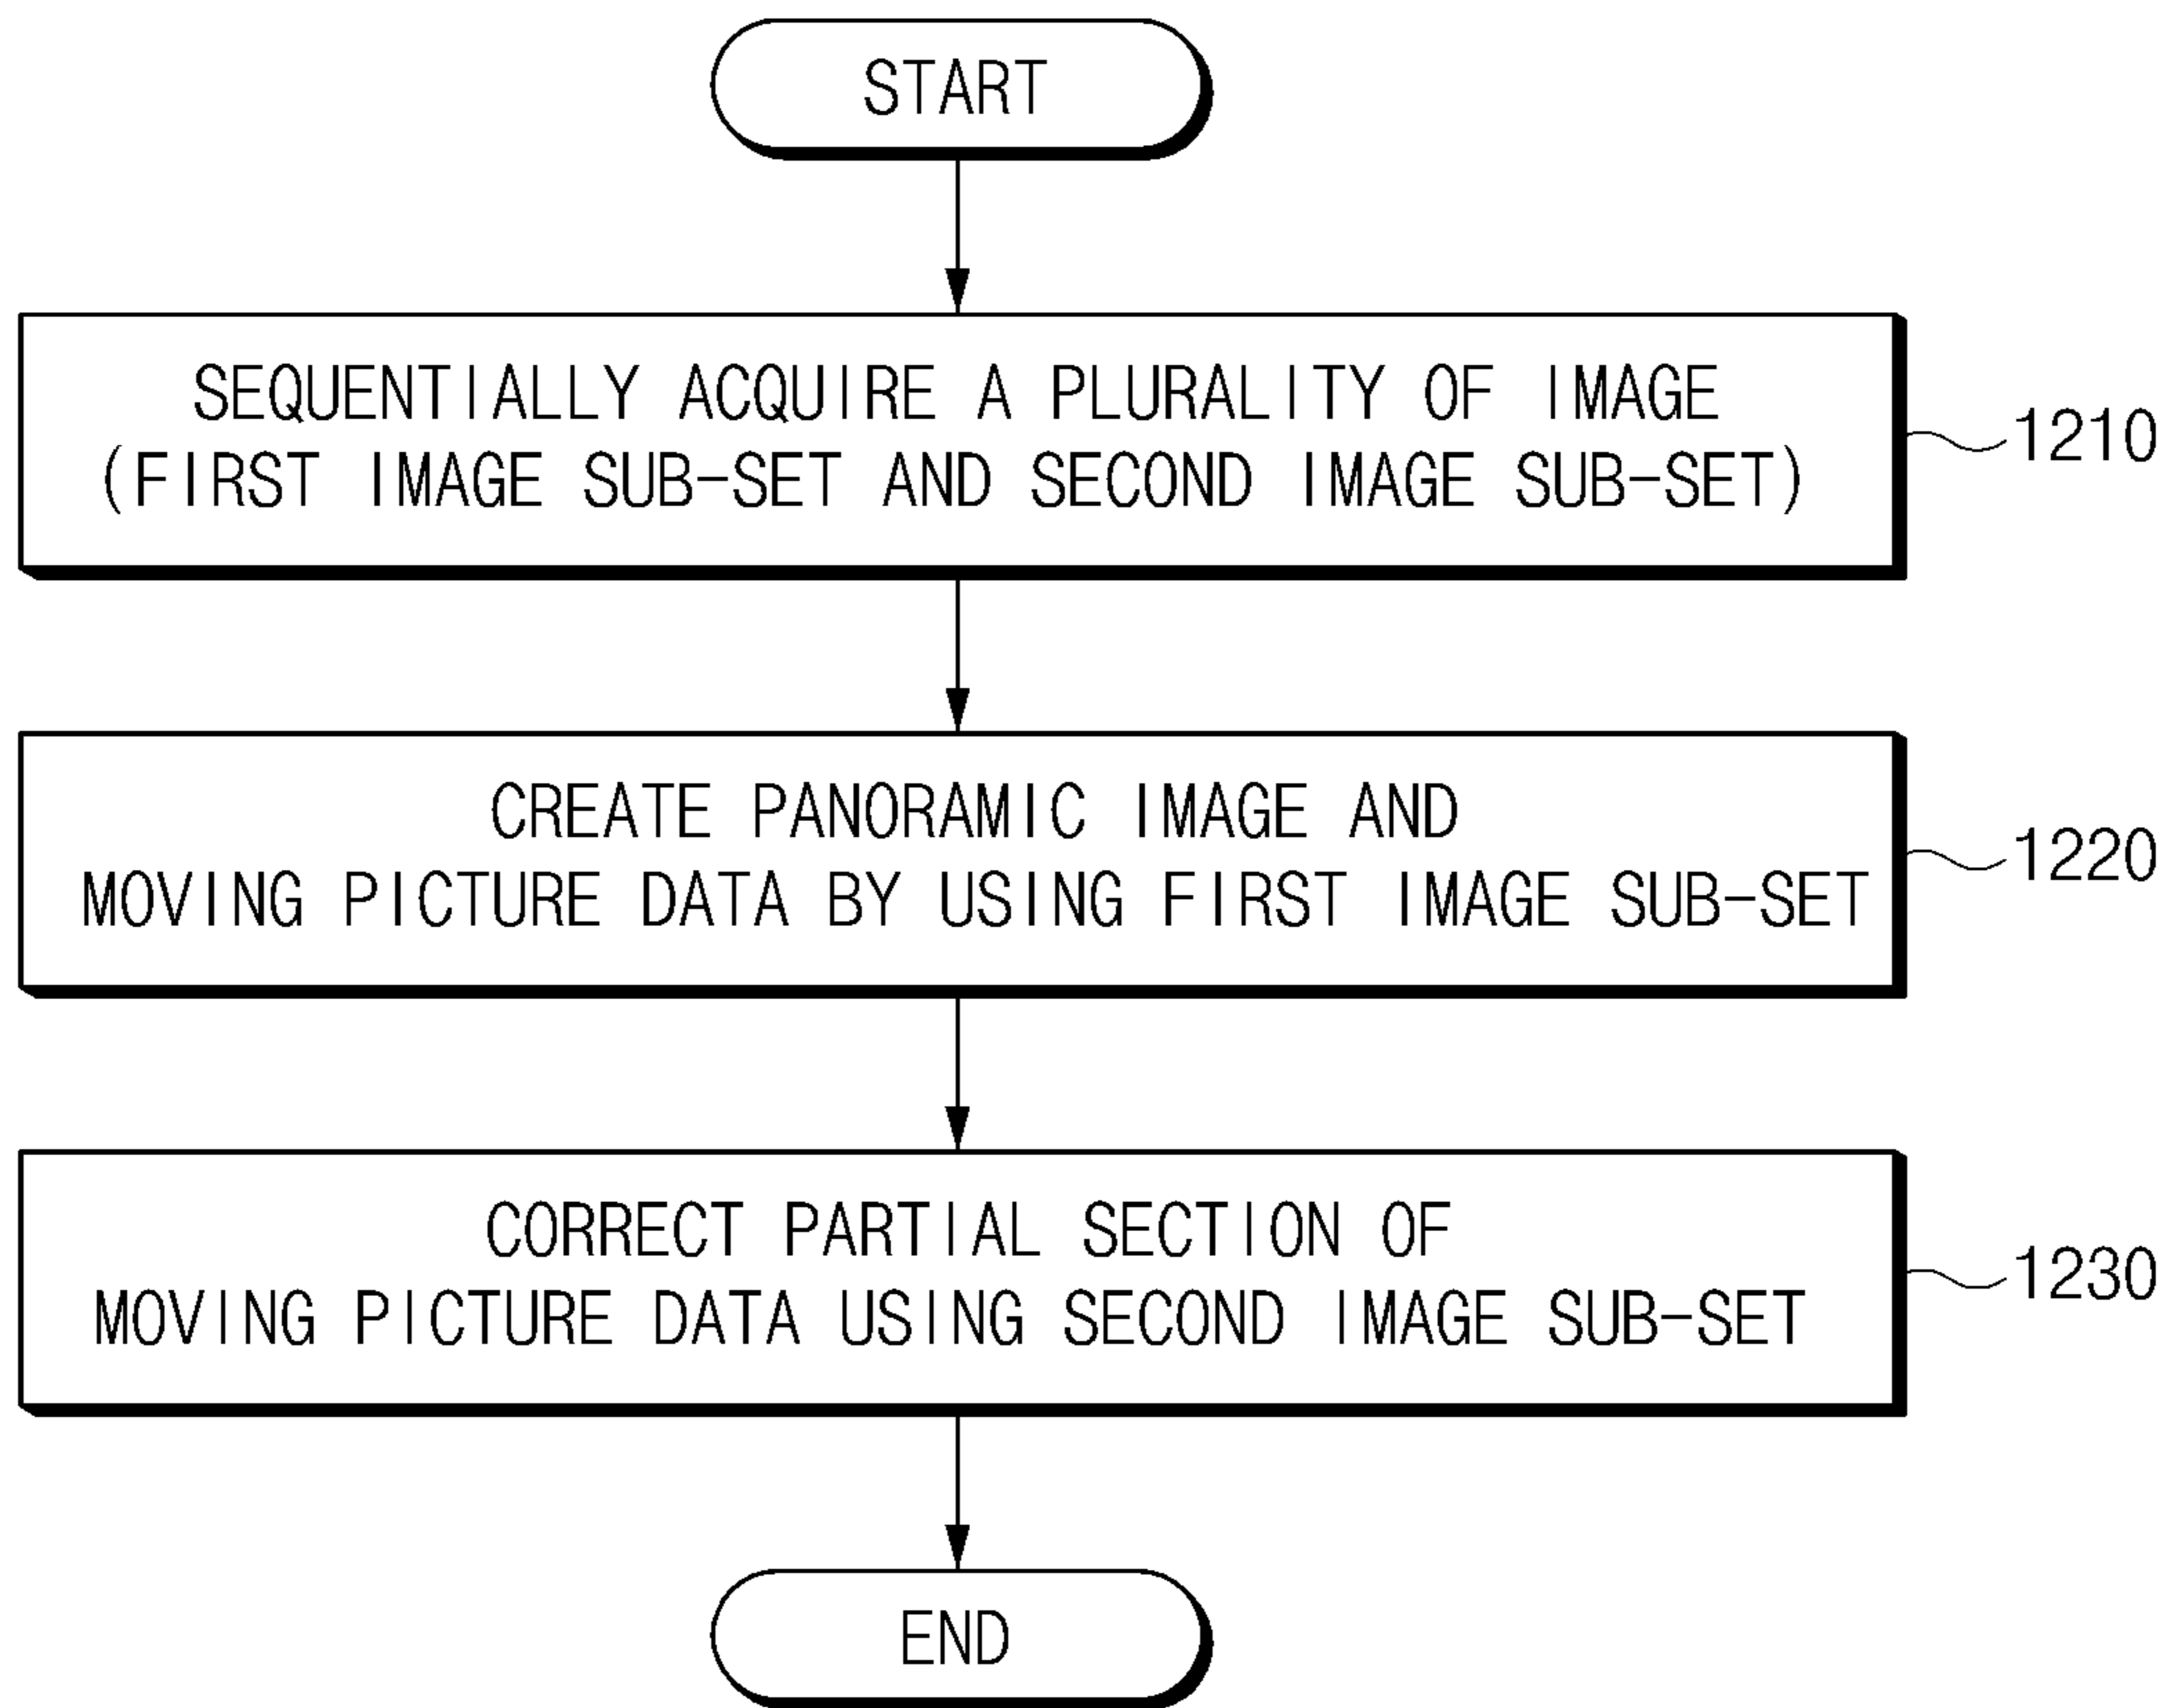 START
SEQUENTIALLY ACQUIRE A PLURALITY OF IMAGE
(FIRST IMAGE SUB-SET AND SECOND IMAGE SUB-SET)
1210
CREATE PANORAMIC IMAGE AND
MOVING PICTURE DATA BY USING FIRST IMAGE SUB-SET
1220
CORRECT PARTIAL SECTION OF
MOVING PICTURE DATA USING SECOND IMAGE SUB-SET
1230
END